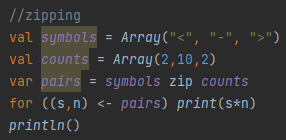 //zipping
val symbols = Array("<", "-", ">")
val counts = Array(2,10,2)
var pairs = symbols zip counts
for ((s,n) <- pairs) print(s*n)
println()